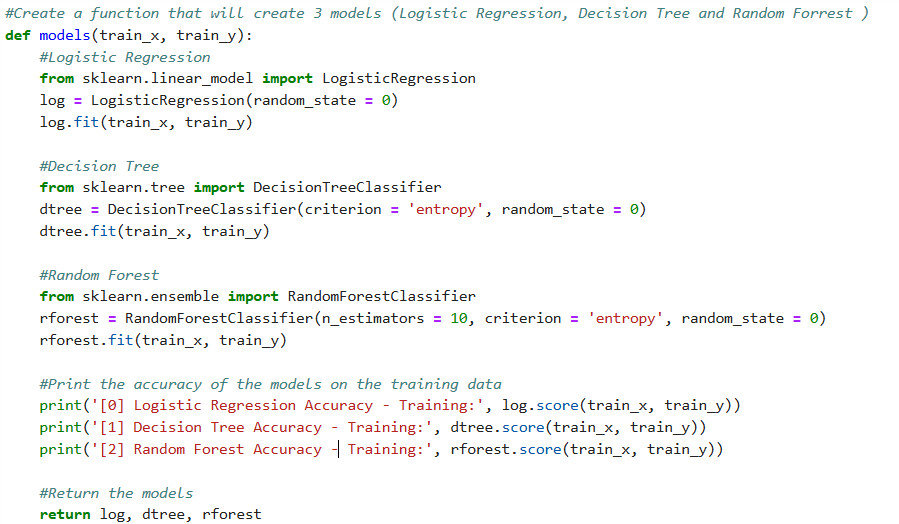 #Create a function that will create 3 models (Logistic Regression, Decision Tree and Random Forrest )
def models(train_x, train_y):
    #Logistic Regression
    from sklearn.linear_model import LogisticRegression
    log = LogisticRegression(random_state = 0)
    log.fit(train_x, train_y)

    #Decision Tree
    from sklearn.tree import DecisionTreeClassifier
    dtree = DecisionTreeClassifier(criterion = 'entropy', random_state = 0)
    dtree.fit(train_x, train_y)

    #Random Forest
    from sklearn.ensemble import RandomForestClassifier
    rforest = RandomForestClassifier(n_estimators = 10, criterion = 'entropy', random_state = 0)
    rforest.fit(train_x, train_y)

    #Print the accuracy of the models on the training data
    print('[0] Logistic Regression Accuracy - Training:', log.score(train_x, train_y))
    print('[1] Decision Tree Accuracy - Training:', dtree.score(train_x, train_y))
    print('[2] Random Forest Accuracy - Training:', rforest.score(train_x, train_y))

    #Return the models
    return log, dtree, rforest